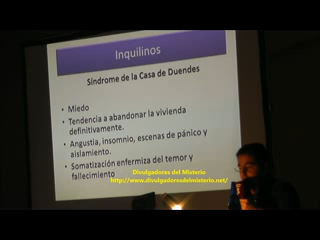 Inquilinos
Síndrome de la Casa de Duendes
• Miedo
• Tendencia a abandonar la vivienda
definitivamente.
• Angustia, insomnio, escenas de pánico y
aislamiento.
• Somatización enfermiza del temor y
fallecimiento
Divulgadores del Misterio
http://www.divulgadoresdelmisterio.net/